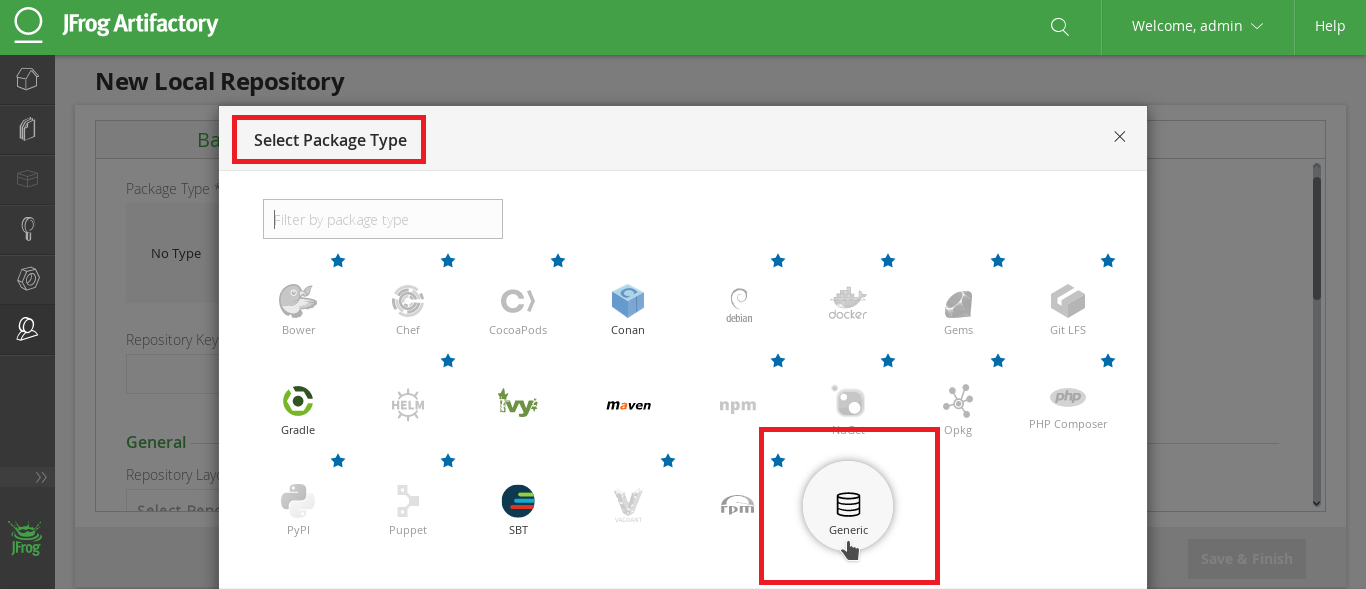 JFrog Artifactory
Welcome, admin
Help
New Local Repository
Ba
Select Package Type
Package Type *
Filter by package type
No Type
Bower
Chef
CocoaPods
Conan
debian
docker
Gems
Git LFS
Repository Key
Gradle
HELM
ivy
maven
npm
NuGet
Opkg
php
PHP Composer
General
Repository Layo
Select Repo
PyPI
Puppet
SBT
VAGRANT
rpm
Generic
JFrog
Save & Finish